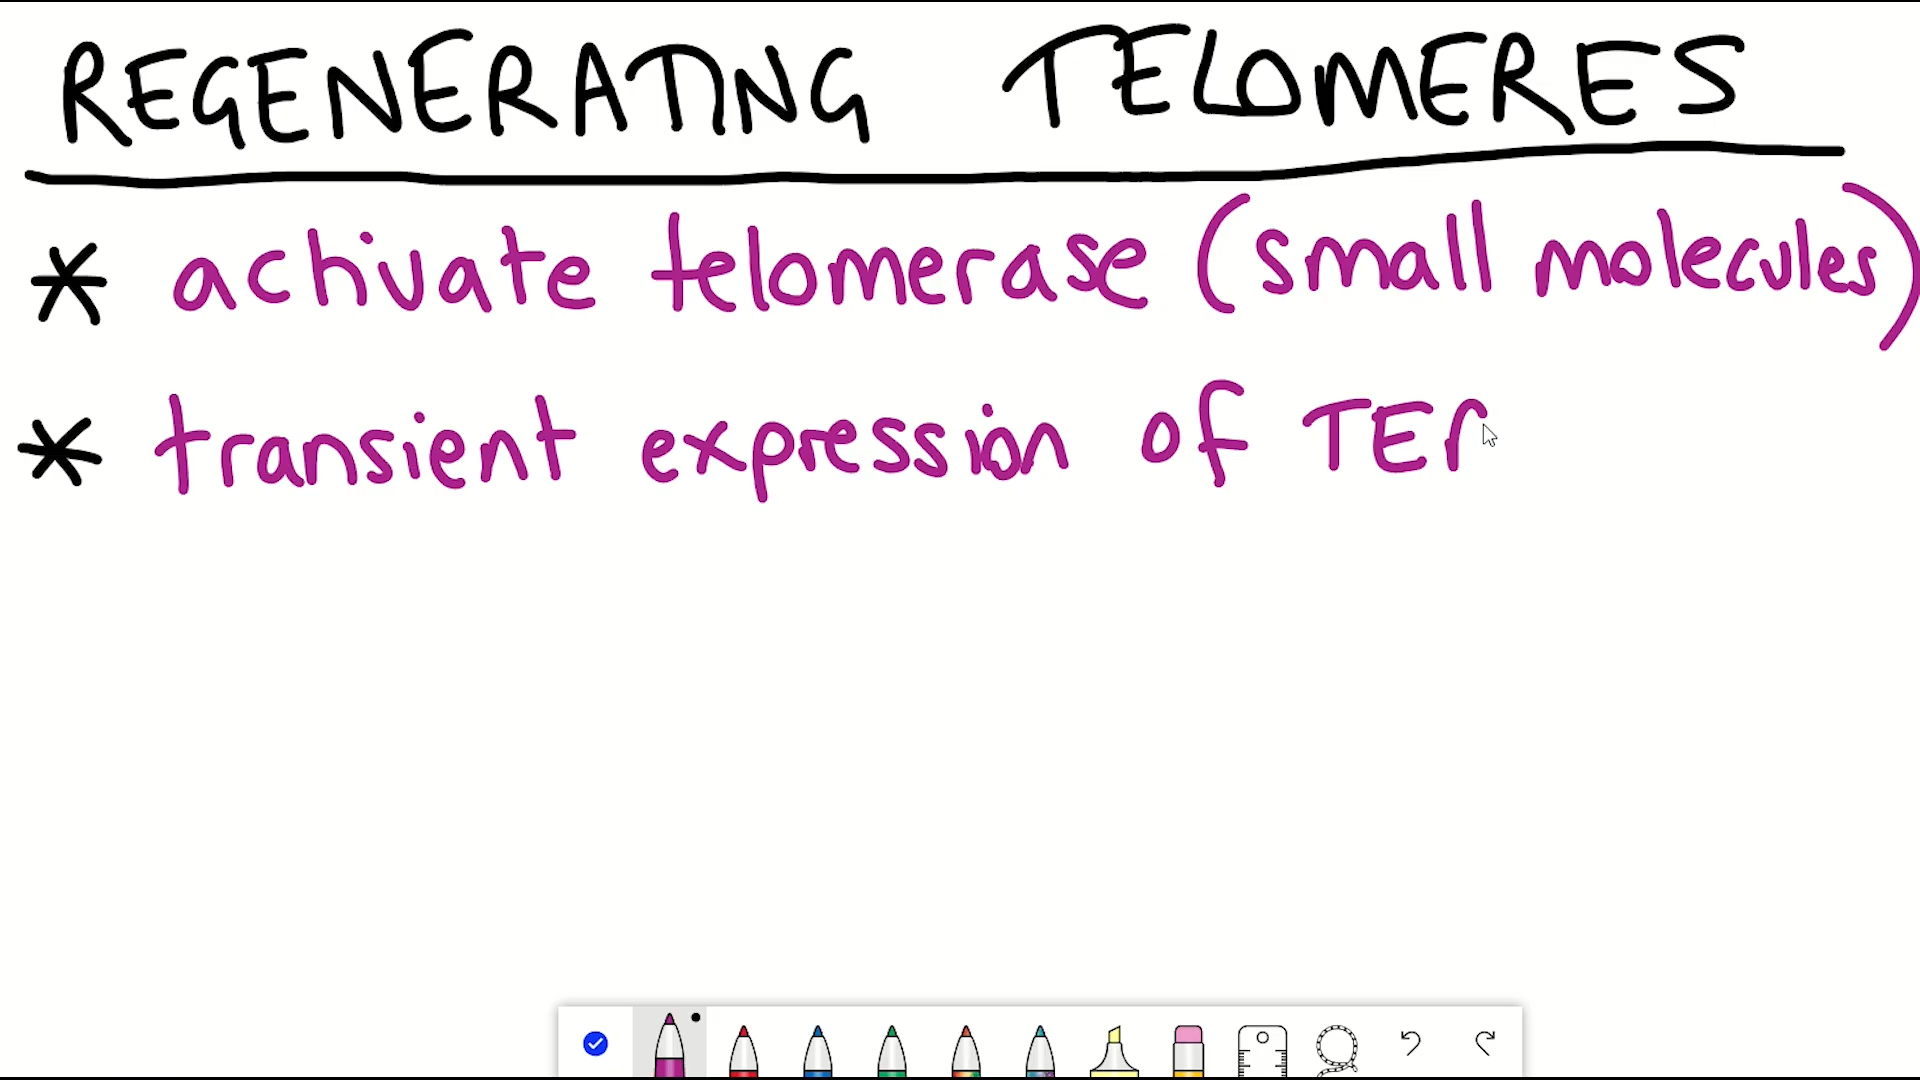 REGENERATING TELOMERES
* activate telomerase (small molecules)
* transient expression of TEr